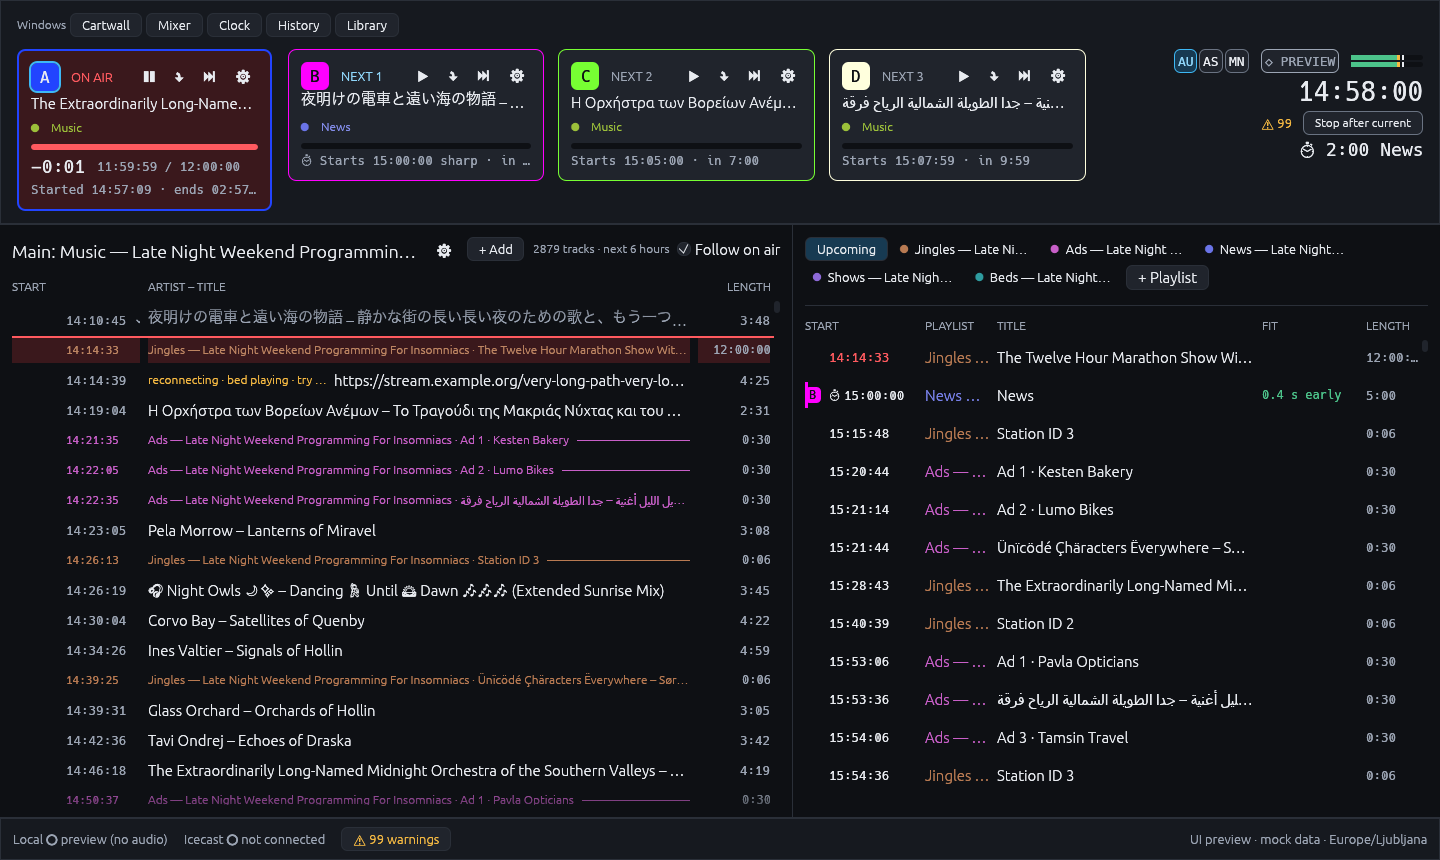 Windows Cartwall Mixer Clock History Library
A ON AIR
The Extraordinarily Long-Name…
Music
−0:01 11:59:59 / 12:00:00
Started 14:57:09 · ends 02:57…
B NEXT 1
夜明けの電車と遠い海の物語 _ …
News
Starts 15:00:00 sharp · in …
C NEXT 2
Η Ορχήστρα των Βορείων Ανέμ…
Music
Starts 15:05:00 · in 7:00
D NEXT 3
…نية – جدا الطويلة الشمالية الرياح فرقة
Music
Starts 15:07:59 · in 9:59
AU AS MN ◇ PREVIEW
14:58:00
⚠ 99 Stop after current
2:00 News
Main: Music — Late Night Weekend Programmin… + Add 2879 tracks · next 6 hours ✓ Follow on air
START ARTIST – TITLE LENGTH
14:10:45 、夜明けの電車と遠い海の物語 _ 静かな街の長い長い夜のための歌と、もう一つ… 3:48
14:14:33 Jingles — Late Night Weekend Programming For Insomniacs · The Twelve Hour Marathon Show Wit… 12:00:00
14:14:39 reconnecting · bed playing · try … https://stream.example.org/very-long-path-very-lo… 4:25
14:19:04 Η Ορχήστρα των Βορείων Ανέμων – Το Τραγούδι της Μακριάς Νύχτας και του … 2:31
14:21:35 Ads — Late Night Weekend Programming For Insomniacs · Ad 1 · Kesten Bakery 0:30
14:22:05 Ads — Late Night Weekend Programming For Insomniacs · Ad 2 · Lumo Bikes 0:30
14:22:35 Ads — Late Night Weekend Programming For Insomniacs · …يل الليل أغنية – جدا الطويلة الشمالية الرياح فرقة 0:30
14:23:05 Pela Morrow – Lanterns of Miravel 3:08
14:26:13 Jingles — Late Night Weekend Programming For Insomniacs · Station ID 3 0:06
14:26:19 🎧 Night Owls 🌙✨ – Dancing 💃 Until 🌅 Dawn 🎶🎶🎶 (Extended Sunrise Mix) 3:45
14:30:04 Corvo Bay – Satellites of Quenby 4:22
14:34:26 Ines Valtier – Signals of Hollin 4:59
14:39:25 Jingles — Late Night Weekend Programming For Insomniacs · Ünïcödé Çhäracters Ëverywhere – Sør… 0:06
14:39:31 Glass Orchard – Orchards of Hollin 3:05
14:42:36 Tavi Ondrej – Echoes of Draska 3:42
14:46:18 The Extraordinarily Long-Named Midnight Orchestra of the Southern Valleys – … 4:19
14:50:37 Ads — Late Night Weekend Programming For Insomniacs · Ad 1 · Pavla Opticians 0:30
Upcoming Jingles — Late Ni… Ads — Late Night … News — Late Night…
Shows — Late Nigh… Beds — Late Night… + Playlist
START PLAYLIST TITLE FIT LENGTH
14:14:33 Jingles … The Twelve Hour Marathon Show Wi… 12:00:…
B 15:00:00 News … News 0.4 s early 5:00
15:15:48 Jingles … Station ID 3 0:06
15:20:44 Ads — … Ad 1 · Kesten Bakery 0:30
15:21:14 Ads — … Ad 2 · Lumo Bikes 0:30
15:21:44 Ads — … Ünïcödé Çhäracters Ëverywhere – S… 0:30
15:28:43 Jingles … The Extraordinarily Long-Named Mi… 0:06
15:40:39 Jingles … Station ID 2 0:06
15:53:06 Ads — … Ad 1 · Pavla Opticians 0:30
15:53:36 Ads — … …لليل أغنية – جدا الطويلة الشمالية الرياح فرقة 0:30
15:54:06 Ads — … Ad 3 · Tamsin Travel 0:30
15:54:36 Jingles … Station ID 3 0:06
Local preview (no audio) Icecast not connected ⚠ 99 warnings UI preview · mock data · Europe/Ljubljana